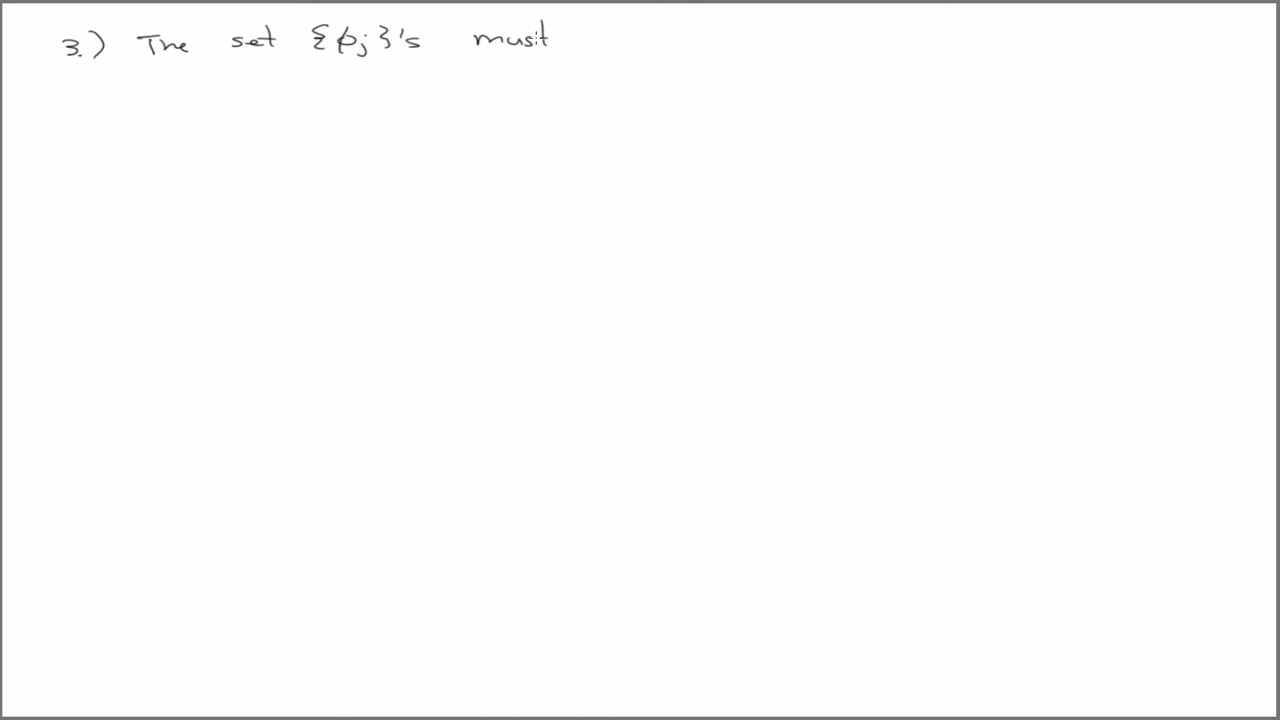 3.) The set {ϕj}'s must